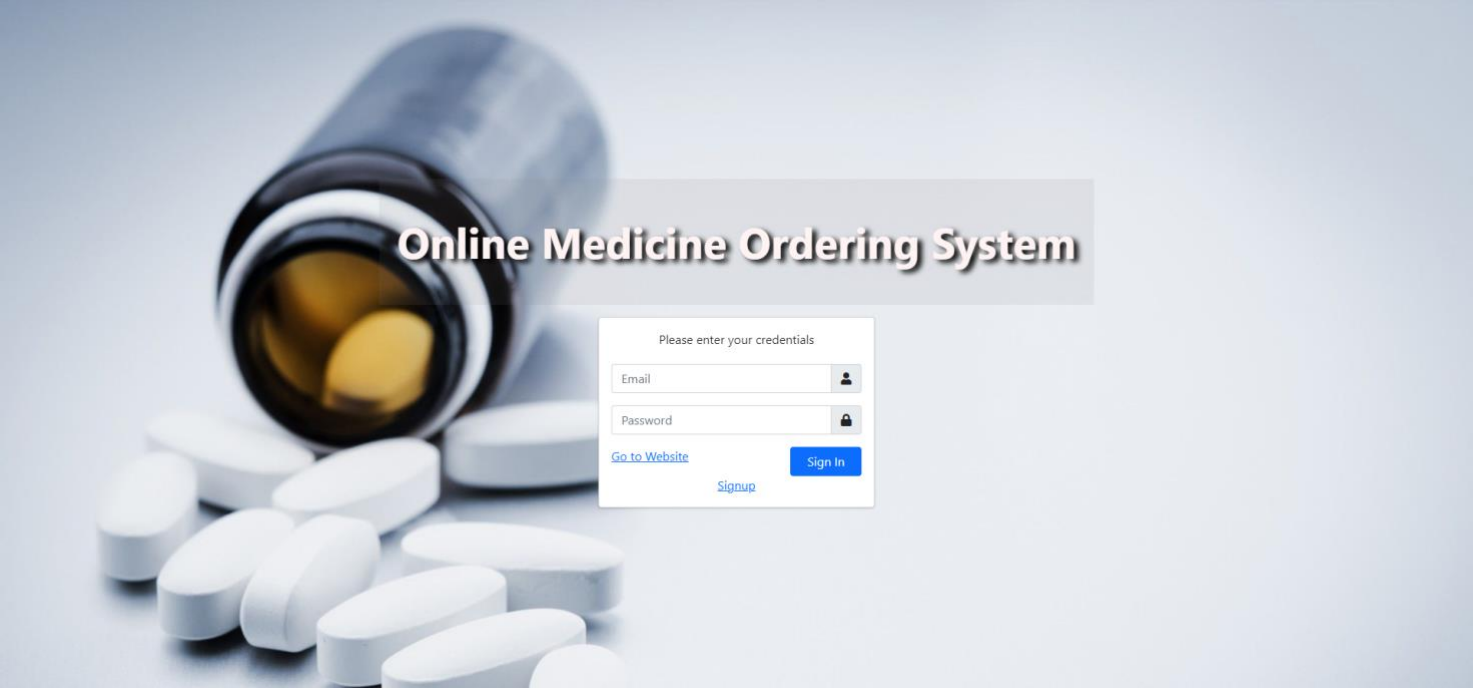 Online Medicine Ordering System
Please enter your credentials
Email
Password
Go to Website
Sign In
Signup